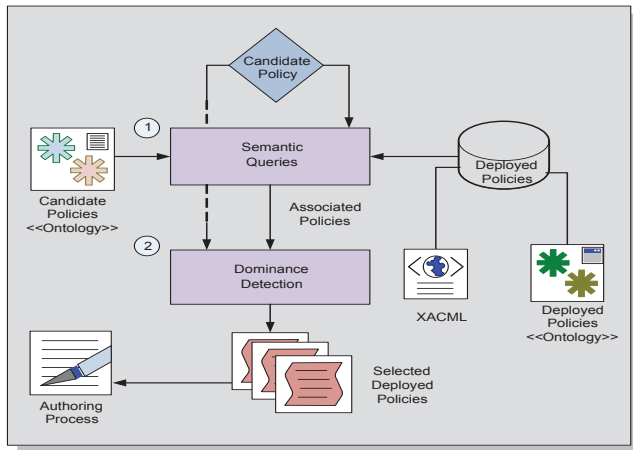 Candidate
Policy
1
Semantic
Queries
Deployed
Policies
Candidate
Policies
<<Ontology>>
Associated
Policies
2
Dominance
Detection
XACML
Deployed
Policies
<<Ontology>>
Selected
Deployed
Policies
Authoring
Process